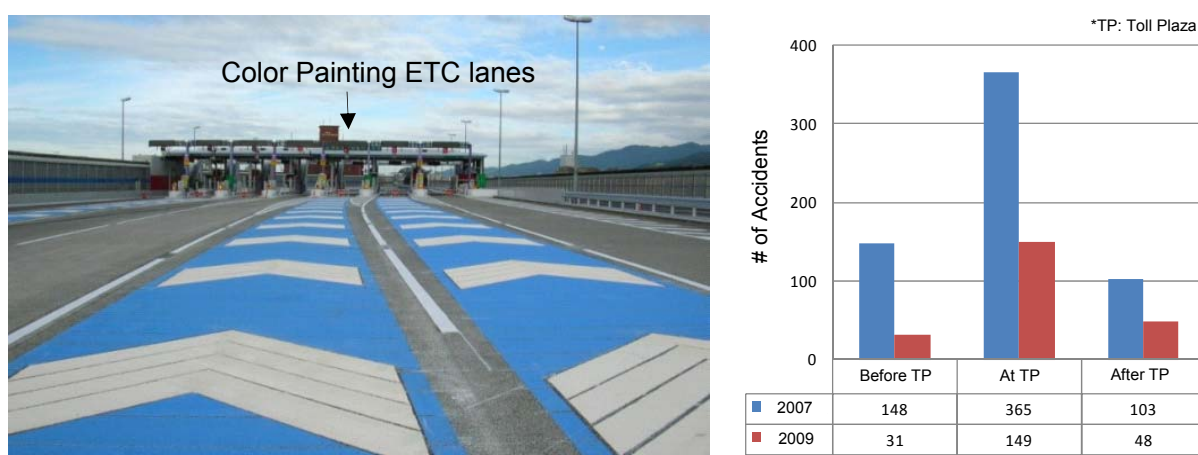 Color Painting ETC lanes
*TP: Toll Plaza
400
300
200
100
0
# of Accidents
Before TP At TP After TP
2007 148 365 103
2009 31 149 48